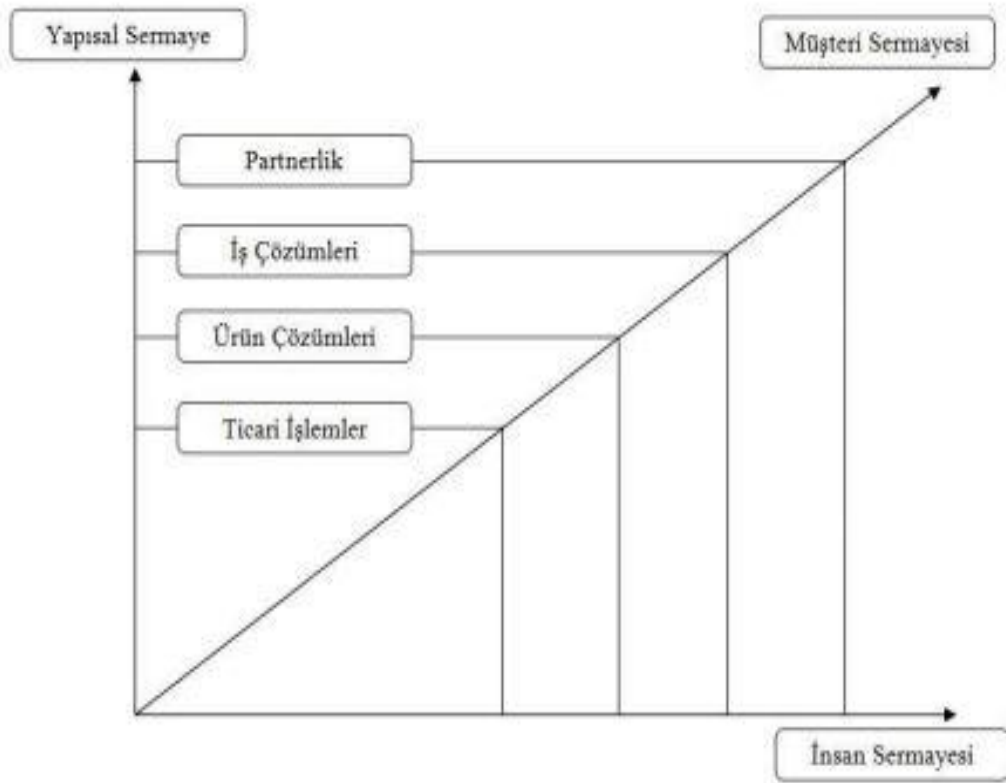 Yapısal Sermaye
Müşteri Sermayesi
Partnerlik
İş Çözümleri
Ürün Çözümleri
Ticari İşlemler
İnsan Sermayesi